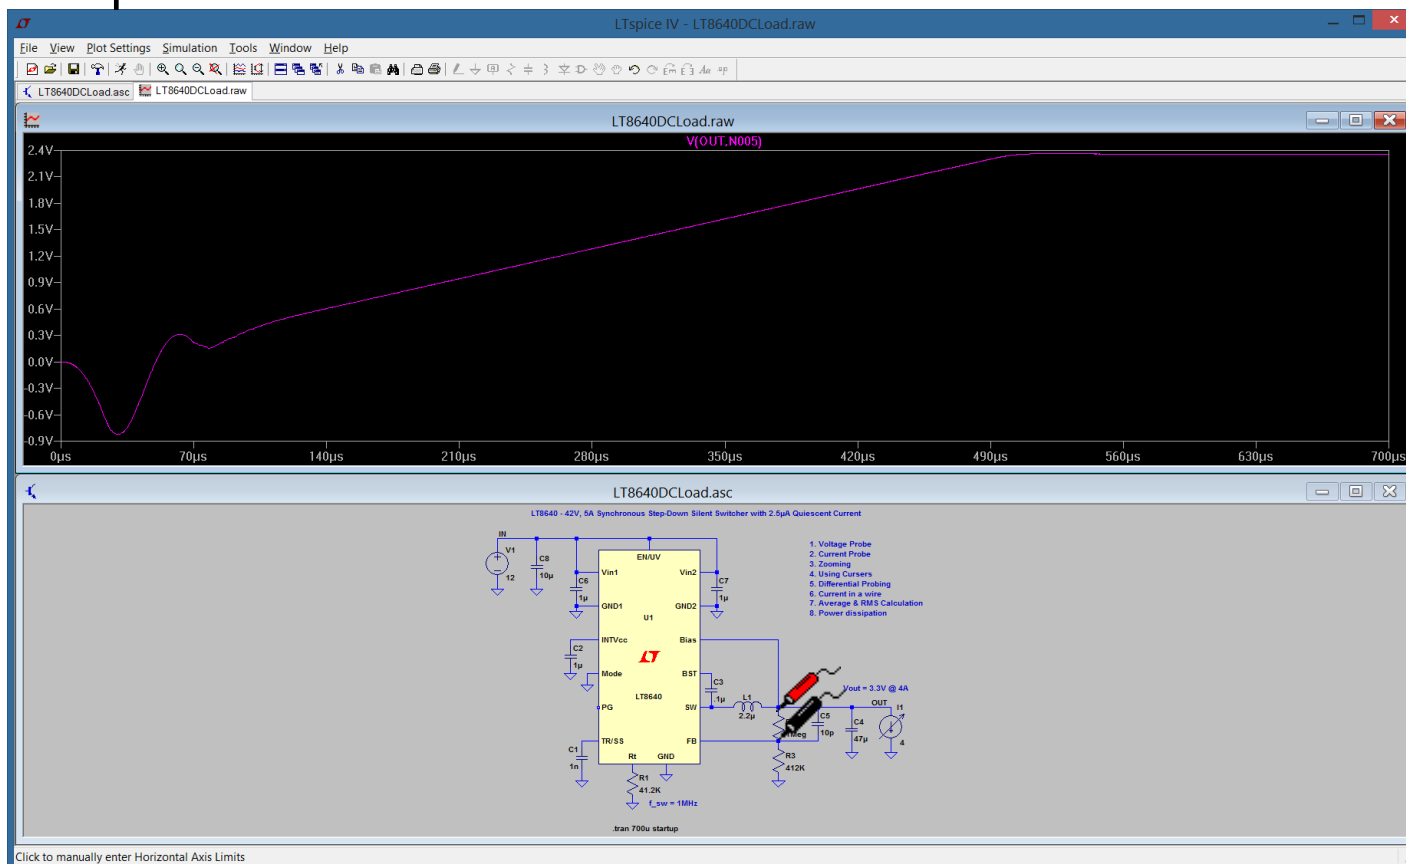 LTspice IV - LT8640DCLoad.raw
File View Plot Settings Simulation Tools Window Help
LT8640DCLoad.asc LT8640DCLoad.raw
LT8640DCLoad.raw
V(OUT,N005)
2.4V
2.1V
1.8V
1.5V
1.2V
0.9V
0.6V
0.3V
0.0V
-0.3V
-0.6V
-0.9V
0µs 70µs 140µs 210µs 280µs 350µs 420µs 490µs 560µs 630µs 700µs
LT8640DCLoad.asc
LT8640 - 42V, 5A Synchronous Step-Down Silent Switcher with 2.5µA Quiescent Current
IN
V1
12
C8
10µ
C6
1µ
EN/UV
Vin1
Vin2
C7
1µ
GND1
GND2
U1
1. Voltage Probe
2. Current Probe
3. Zooming
4. Using Cursers
5. Differential Probing
6. Current in a wire
7. Average & RMS Calculation
8. Power dissipation
INTVcc
Bias
C2
1µ
Mode
BST
C3
.1µ
LT8640
PG
SW
L1
2.2µ
Vout = 3.3V @ 4A
OUT
I1
4
C5
10p
C4
47µ
TR/SS
FB
C1
1n
Rt
GND
R3
412K
R1
41.2K
f_sw = 1MHz
.tran 700u startup
Click to manually enter Horizontal Axis Limits